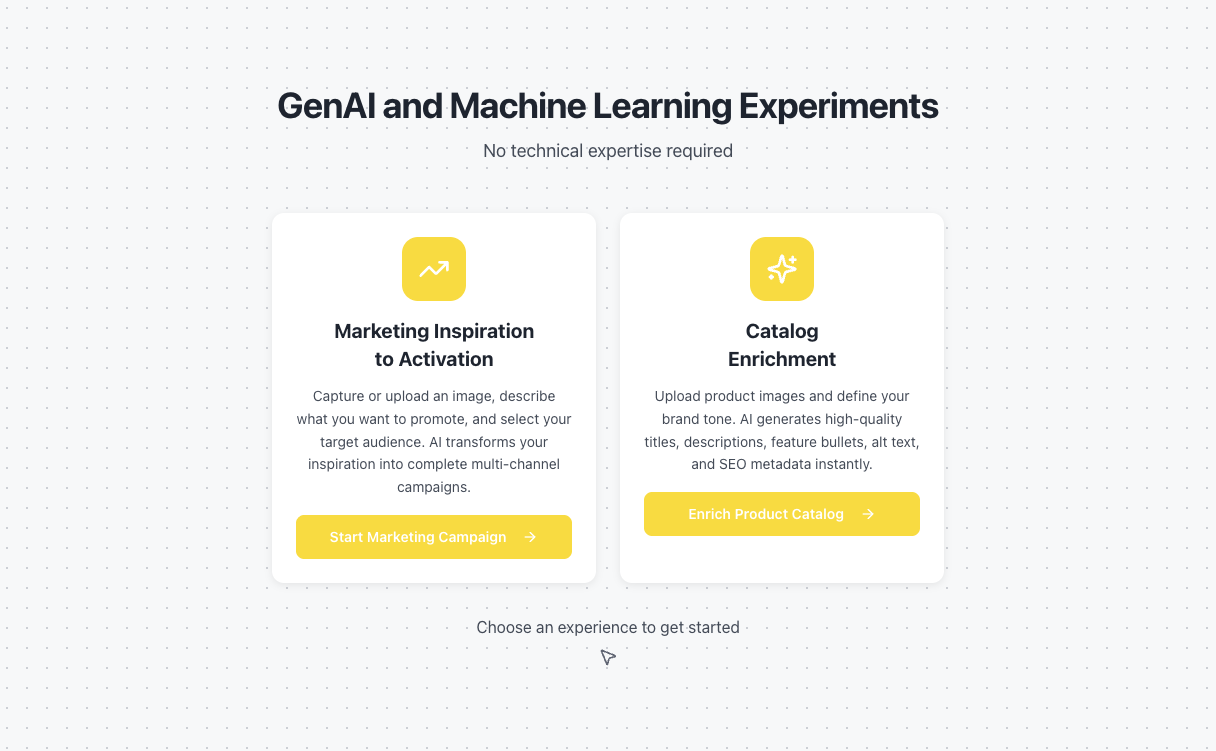 GenAI and Machine Learning Experiments
No technical expertise required
Marketing Inspiration
to Activation
Capture or upload an image, describe
what you want to promote, and select your
target audience. AI transforms your
inspiration into complete multi-channel
campaigns.
Start Marketing Campaign
Catalog
Enrichment
Upload product images and define your
brand tone. AI generates high-quality
titles, descriptions, feature bullets, alt text,
and SEO metadata instantly.
Enrich Product Catalog
Choose an experience to get started